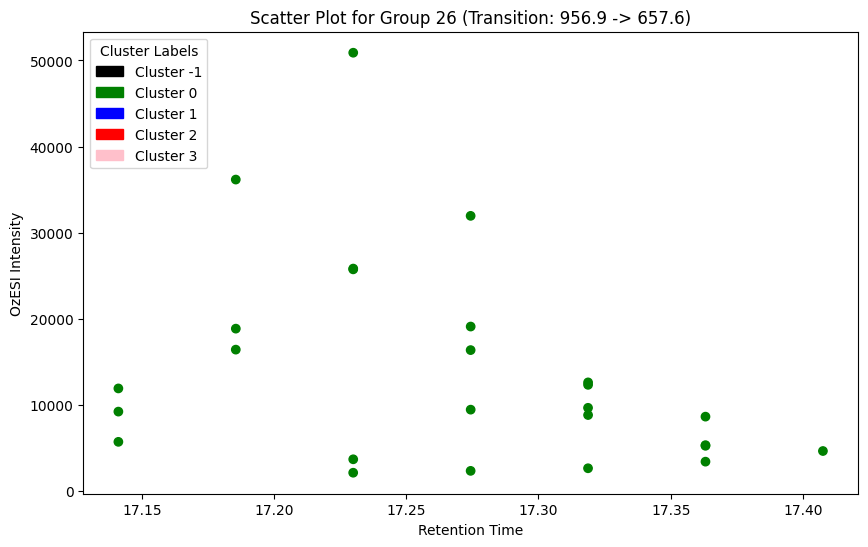 Scatter Plot for Group 26 (Transition: 956.9 -> 657.6)
Cluster Labels
Cluster -1
Cluster 0
Cluster 1
Cluster 2
Cluster 3
50000
40000
30000
20000
10000
0
OzESI Intensity
17.15 17.20 17.25 17.30 17.35 17.40
Retention Time